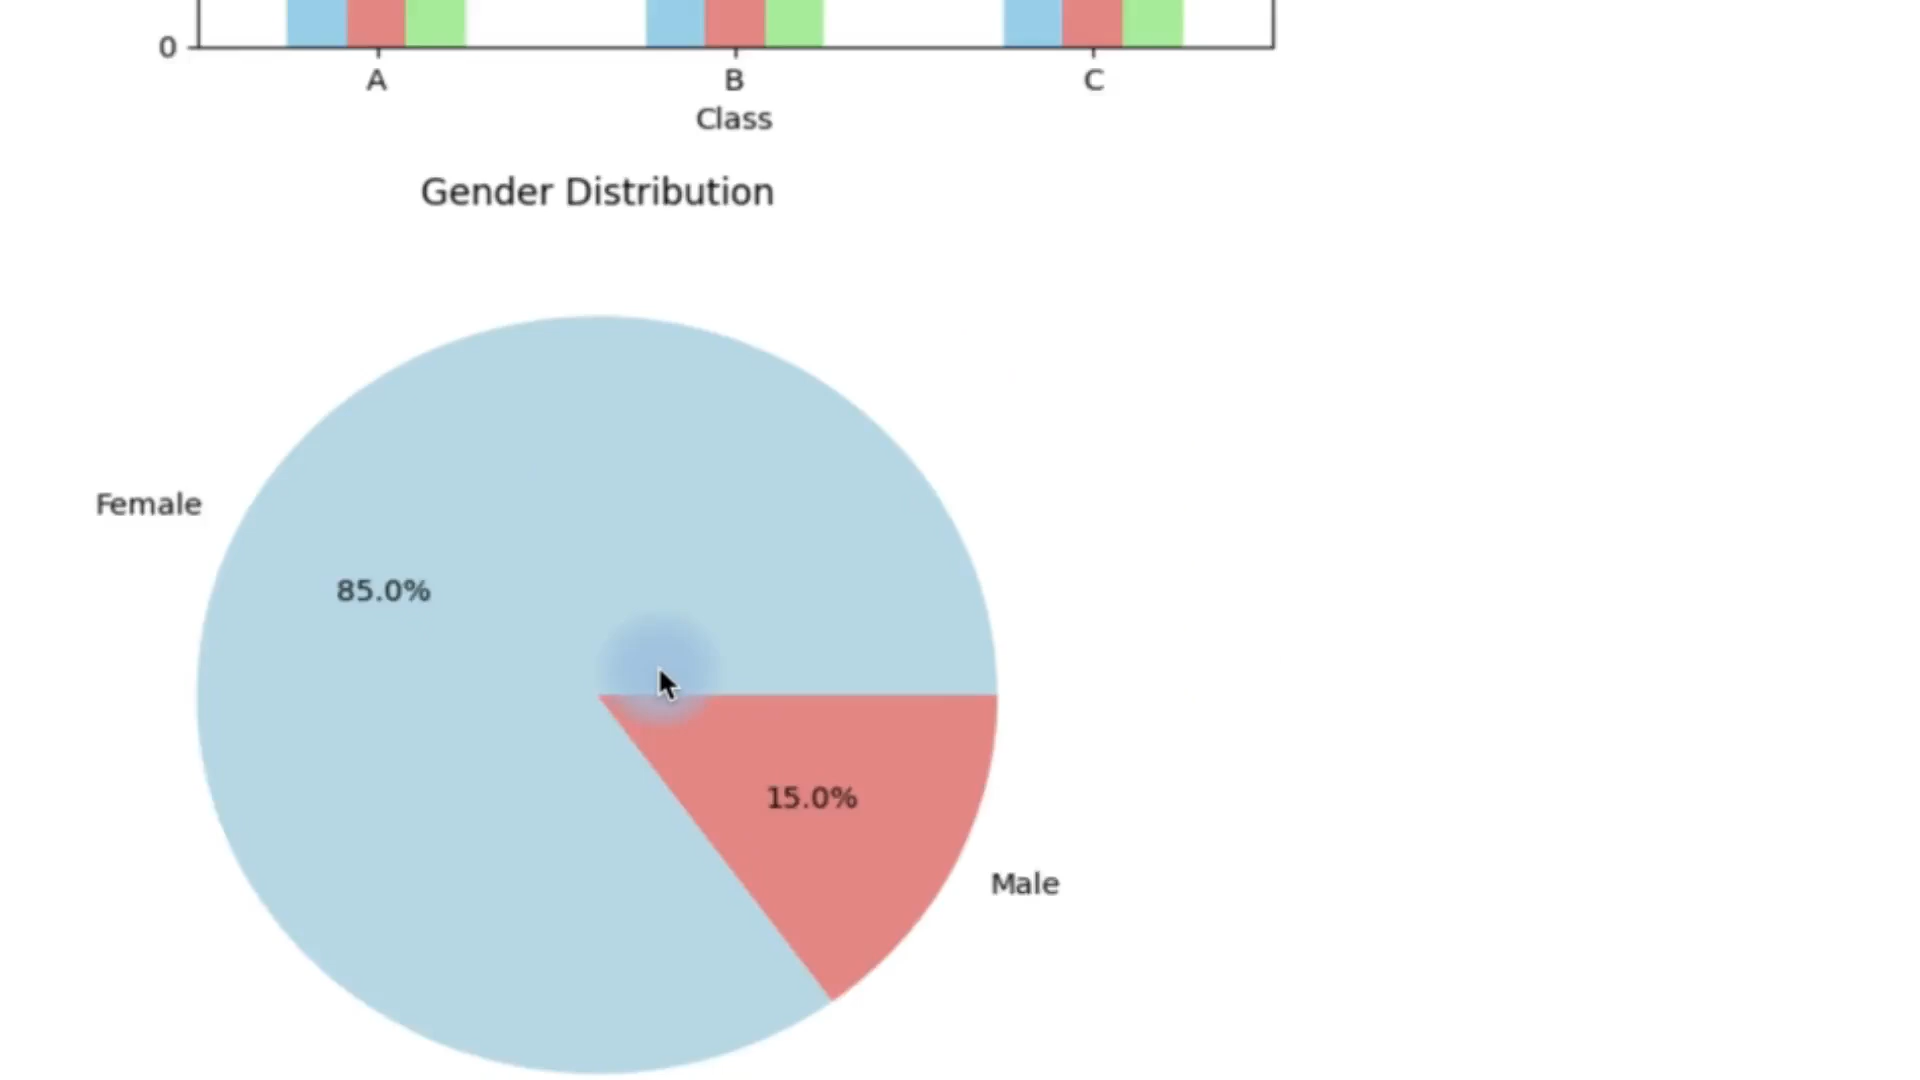 0
A B C
Class
Gender Distribution
Female
85.0%
15.0%
Male